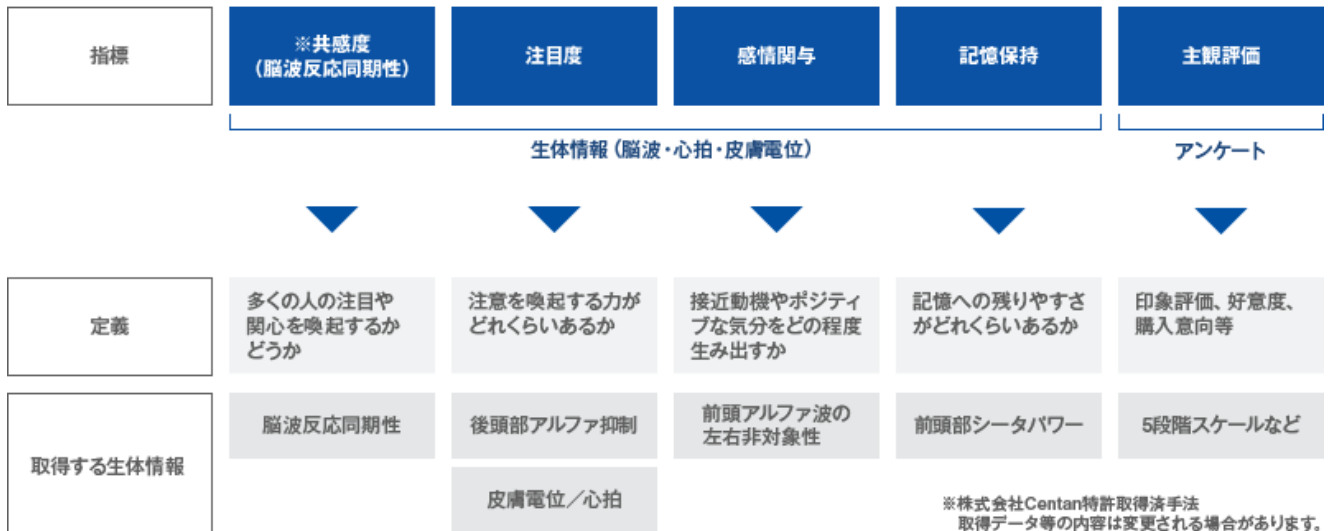 指標
※共感度
（脳波反応同期性）
注目度
感情関与
記憶保持
主観評価
生体情報（脳波・心拍・皮膚電位）
アンケート
定義
多くの人の注目や
関心を喚起するか
どうか
注意を喚起する力が
どれくらいあるか
接近動機やポジティ
ブな気分をどの程度
生み出すか
記憶への残りやすさ
がどれくらいあるか
印象評価、好意度、
購入意向等
取得する生体情報
脳波反応同期性
後頭部アルファ抑制
前頭アルファ波の
左右非対象性
前頭部シータパワー
5段階スケールなど
皮膚電位／心拍
※株式会社Centan特許取得済手法
取得データ等の内容は変更される場合があります。